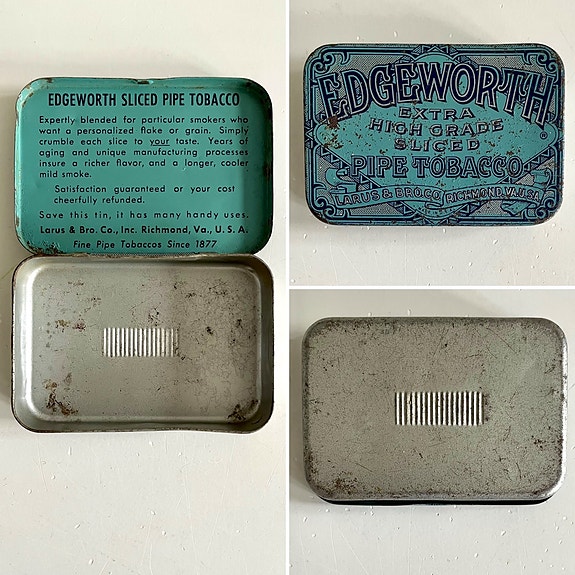 EDGEWORTH SLICED PIPE TOBACCO
Expertly blended for particular smokers who
want a personalized flake or grain. Simply
crumble each slice to your taste. Years of
aging and unique manufacturing processes
insure a richer flavor, and a longer, cooler
mild smoke.
Satisfaction guaranteed or your cost
cheerfully refunded.
Save this tin, it has many handy uses.
Larus & Bro. Co., Inc. Richmond, Va., U. S. A.
Fine Pipe Tobaccos Since 1877
EDGEWORTH
EXTRA
HIGH GRADE
SLICED
®
PIPE TOBACCO
LARUS & BRO. CO. RICHMOND, VA. U.S.A.